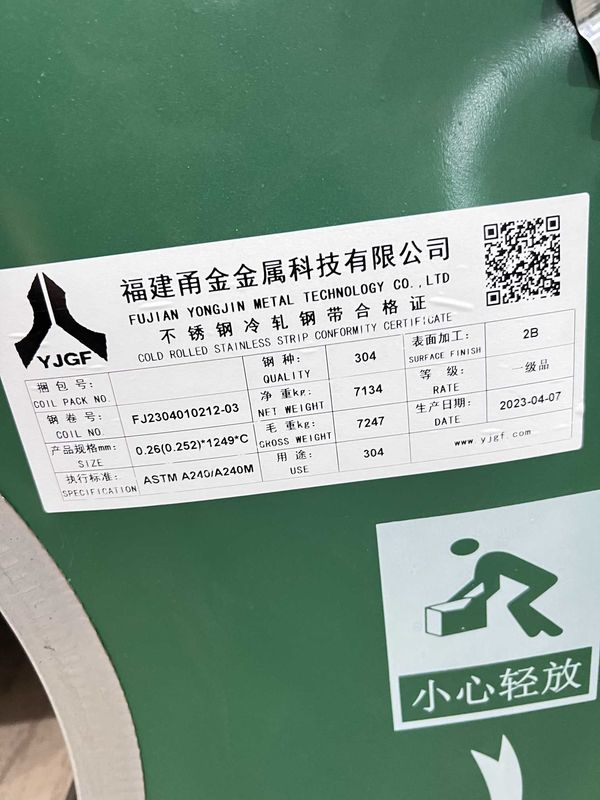 福建甬金金属科技有限公司
FUJIAN YONGJIN METAL TECHNOLOGY CO.,LTD
不锈钢冷轧钢带合格证
COLD ROLLED STAINLESS STRIP CONFORMITY CERTIFICATE
YJGF
捆包号:
COIL PACK NO.
钢种:
QUALITY
304
表面加工:
SURFACE FINISH
2B
钢卷号:
COIL NO.
FJ2304010212-03
净重kg:
NET WEIGHT
7134
等级:
RATE
一级品
产品规格mm:
SIZE
0.26(0.252)*1249*C
毛重kg:
GROSS WEIGHT
7247
生产日期:
DATE
2023-04-07
执行标准:
SPECIFICATION
ASTM A240/A240M
用途:
USE
304
www.yjgf.com
小心轻放